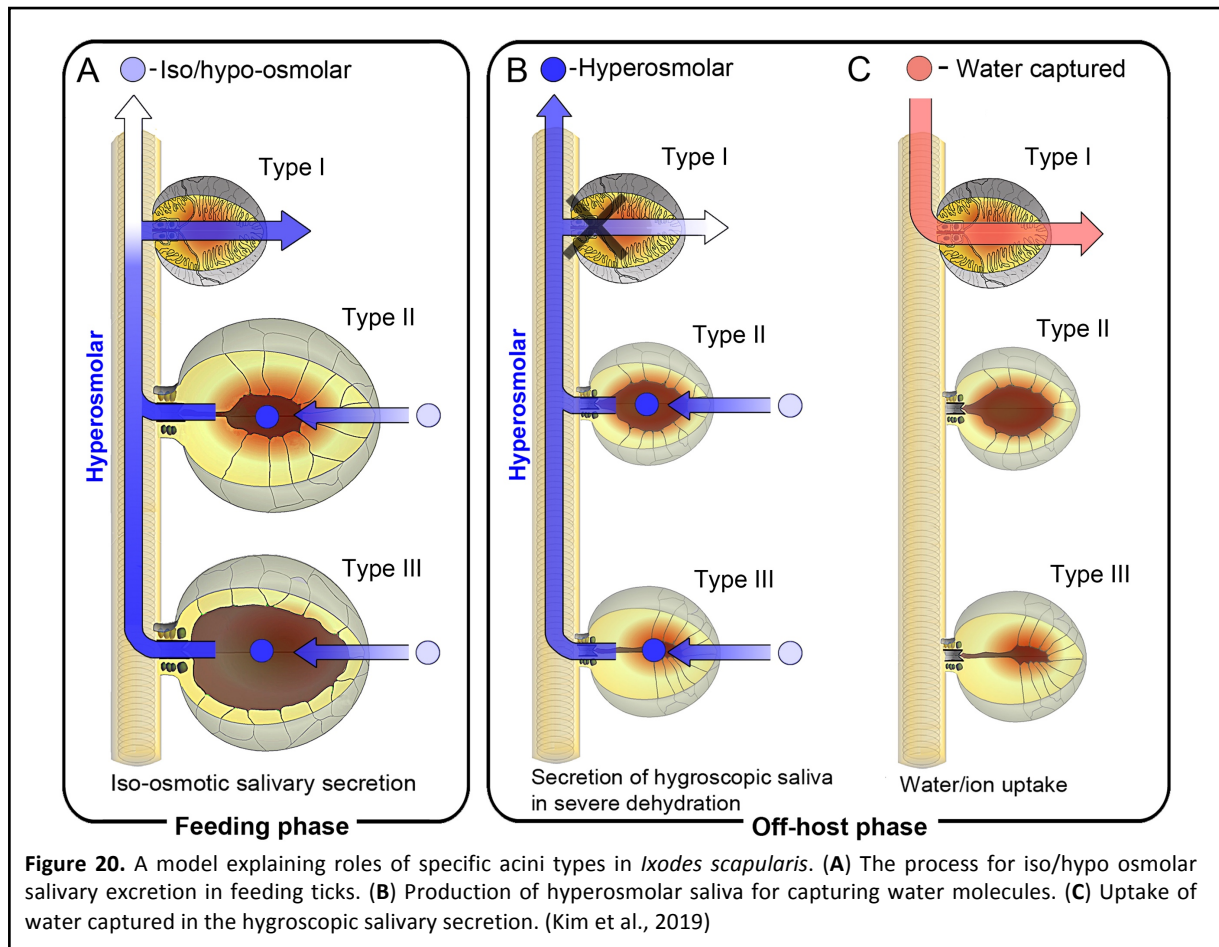 A
-Iso/hypo-osmolar
Type I
Type II
Type III
Hyperosmolar
Iso-osmotic salivary secretion
Feeding phase
B
-Hyperosmolar
Type I
Type II
Type III
Hyperosmolar
Secretion of hygroscopic saliva
in severe dehydration
C
- Water captured
Type I
Type II
Type III
Water/ion uptake
Off-host phase
Figure 20. A model explaining roles of specific acini types in Ixodes scapularis. (A) The process for iso/hypo osmolar
salivary excretion in feeding ticks. (B) Production of hyperosmolar saliva for capturing water molecules. (C) Uptake of
water captured in the hygroscopic salivary secretion. (Kim et al., 2019)